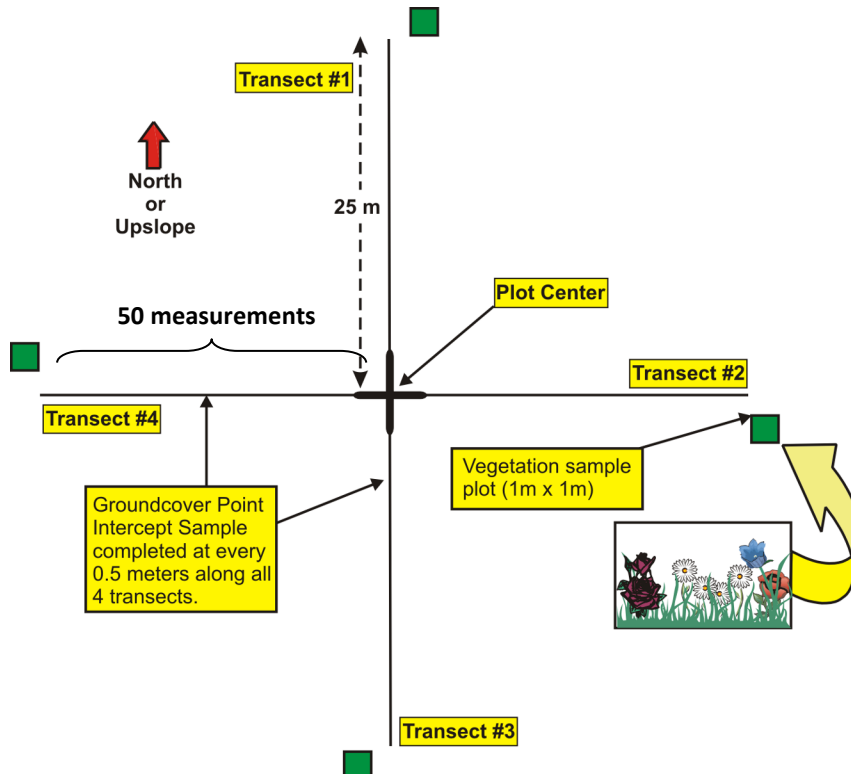 Transect #1
North
or
Upslope
25 m
Plot Center
50 measurements
Transect #2
Transect #4
Vegetation sample
plot (1m x 1m)
Groundcover Point
Intercept Sample
completed at every
0.5 meters along all
4 transects.
Transect #3